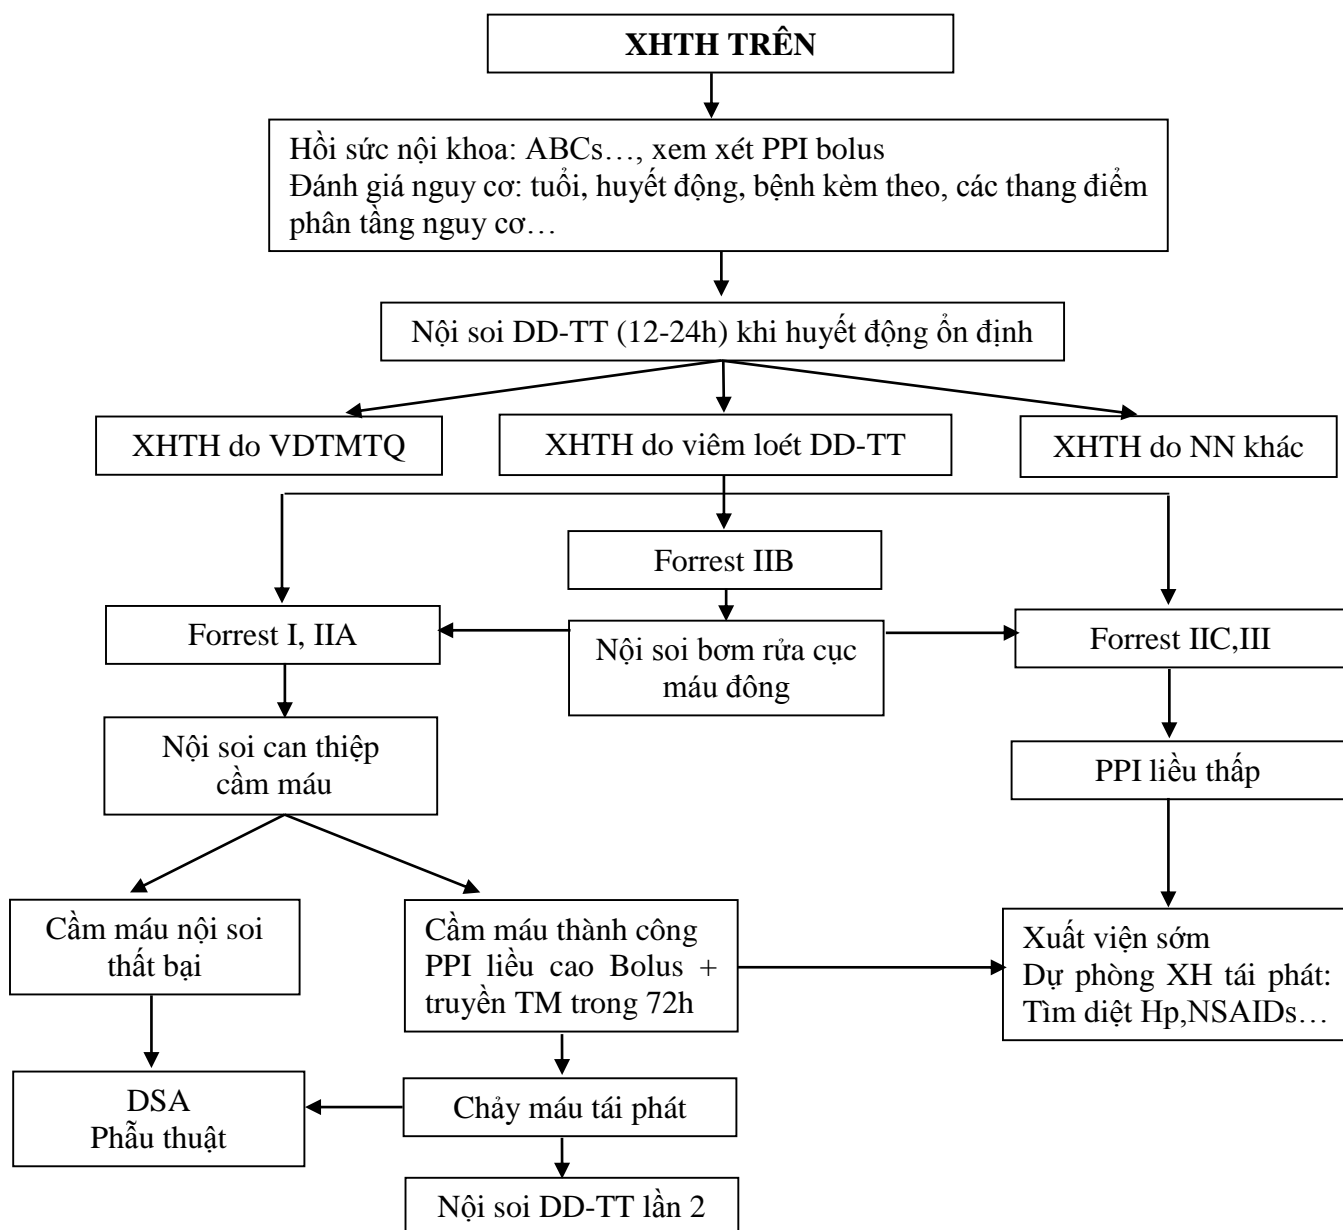 XHTH TRÊN
Hồi sức nội khoa: ABCs…, xem xét PPI bolus
Đánh giá nguy cơ: tuổi, huyết động, bệnh kèm theo, các thang điểm
phân tầng nguy cơ…
Nội soi DD-TT (12-24h) khi huyết động ổn định
XHTH do VDTMTQ
XHTH do viêm loét DD-TT
XHTH do NN khác
Forrest IIB
Forrest I, IIA
Nội soi bơm rửa cục
máu đông
Forrest IIC,III
Nội soi can thiệp
cầm máu
PPI liều thấp
Cầm máu nội soi
thất bại
Cầm máu thành công
PPI liều cao Bolus +
truyền TM trong 72h
Xuất viện sớm
Dự phòng XH tái phát:
Tìm diệt Hp,NSAIDs…
DSA
Phẫu thuật
Chảy máu tái phát
Nội soi DD-TT lần 2